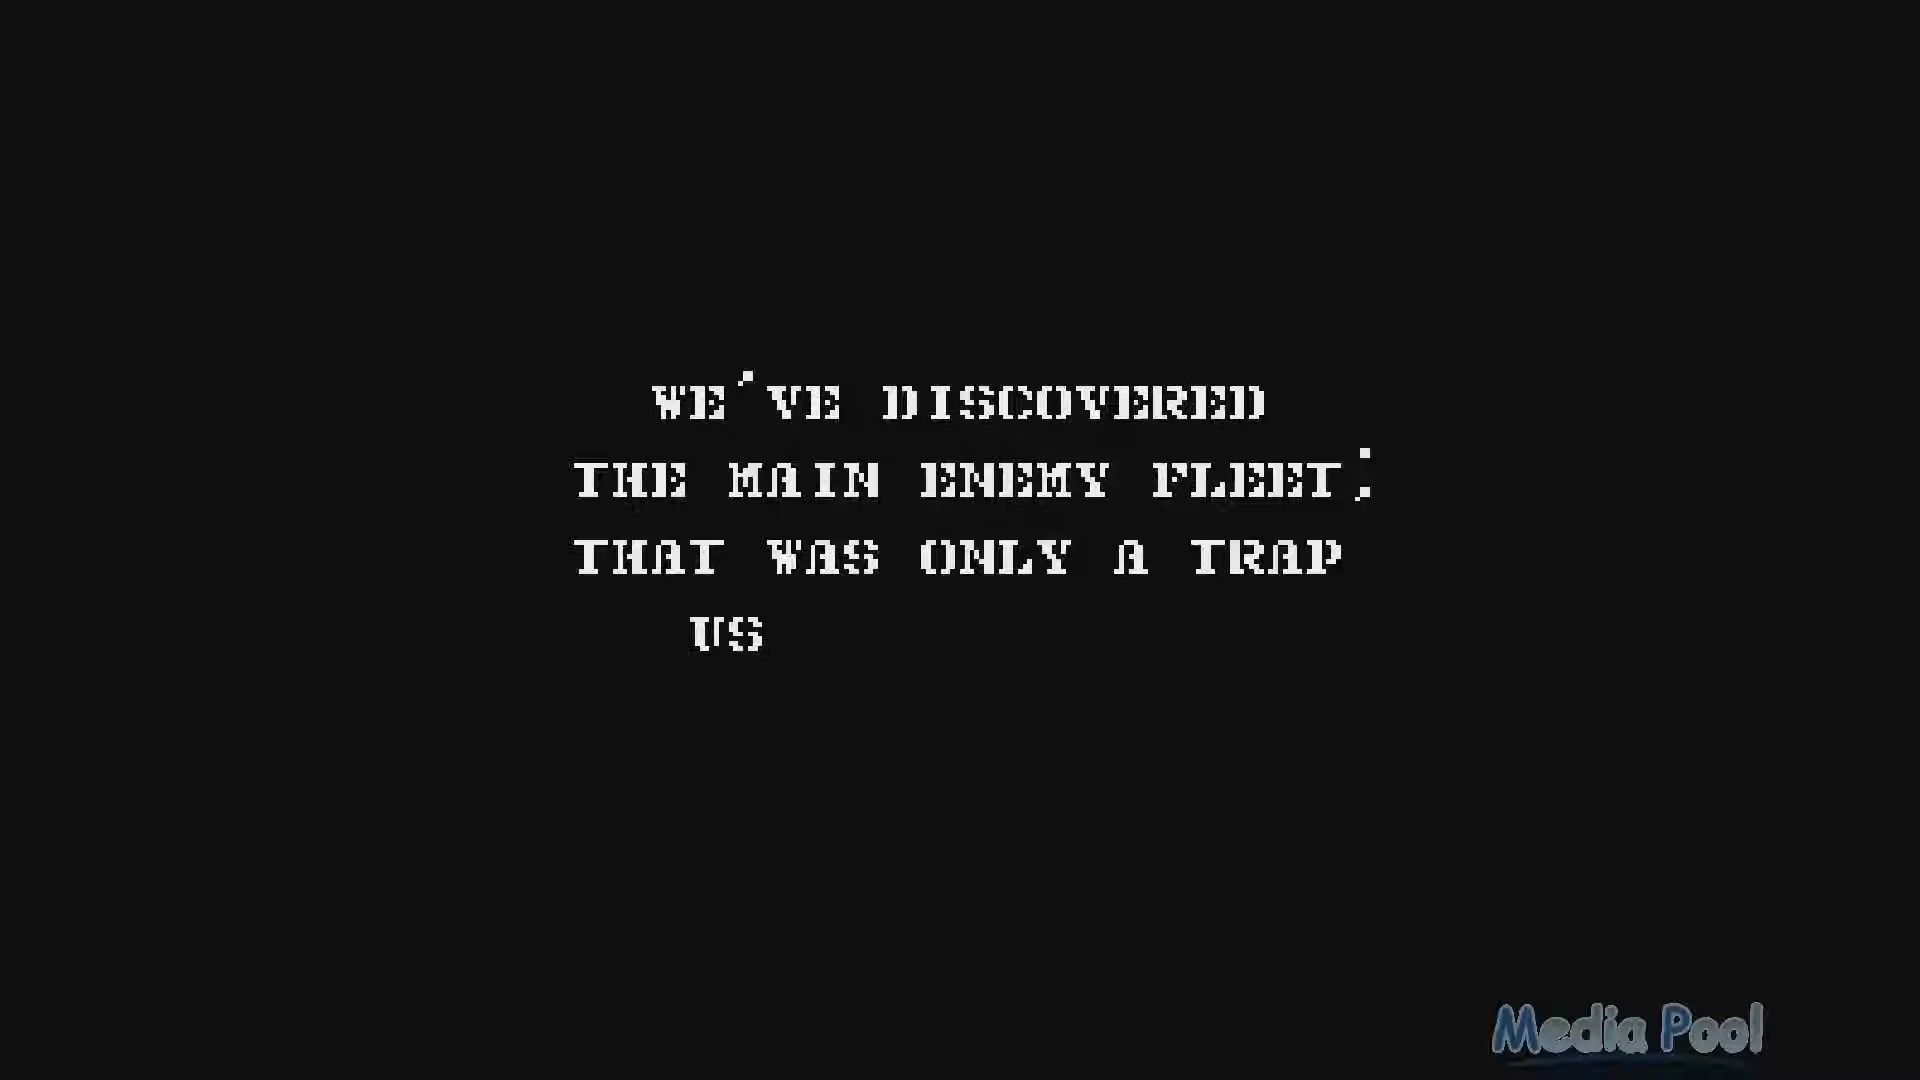 WE'VE DISCOVERED
THE MAIN ENEMY FLEET;
THAT WAS ONLY A TRAP
US
Media Pool